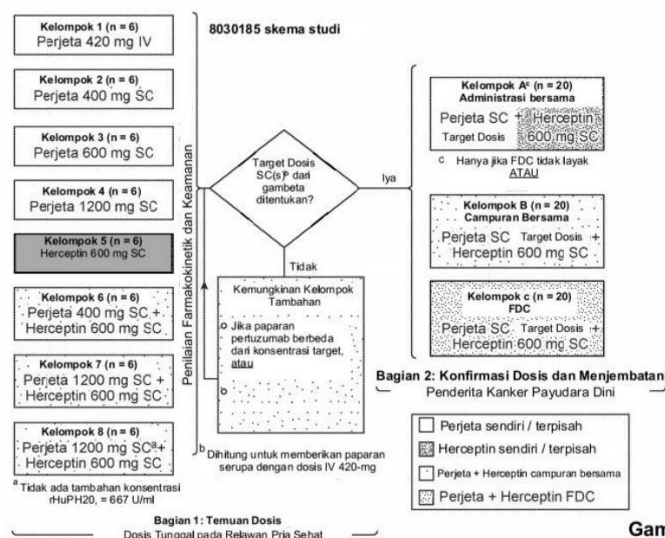 8030185 skema studi
Kelompok 1 (n = 6)
Perjeta 420 mg IV
Kelompok 2 (n = 6)
Perjeta 400 mg SC
Kelompok 3 (n = 6)
Perjeta 600 mg SC
Kelompok 4 (n = 6)
Perjeta 1200 mg SC
Kelompok 5 (n = 6)
Herceptin 600 mg SC
Kelompok 6 (n = 6)
Perjeta 400 mg SC +
Herceptin 600 mg SC
Kelompok 7 (n = 6)
Perjeta 1200 mg SC +
Herceptin 600 mg SC
Kelompok 8 (n = 6)
Perjeta 1200 mg SCa+
Herceptin 600 mg SC
a Tidak ada tambahan konsentrasi
rHuPH20, = 667 U/ml
Penilaian Farmakokinetik dan Keamanan
Target Dosis
SC(s)b dari
gambeta
ditentukan?
Iya
Tidak
Kemungkinan Kelompok
Tambahan
o Jika paparan
pertuzumab berbeda
dari konsentrasi target,
atau
o
b Dihitung untuk memberikan paparan
serupa dengan dosis IV 420-mg
Bagian 1: Temuan Dosis
Dosis Tunggal pada Relawan Pria Sehat
Kelompok Ac (n = 20)
Administrasi bersama
Perjeta SC + Herceptin
Target Dosis 600 mg SC
c Hanya jika FDC tidak layak
ATAU
Kelompok B (n = 20)
Campuran Bersama
Perjeta SC Target Dosis +
Herceptin 600 mg SC
Kelompok c (n = 20)
FDC
Perjeta SC Target Dosis +
Herceptin 600 mg SC
Bagian 2: Konfirmasi Dosis dan Menjembatan
Penderita Kanker Payudara Dini
Perjeta sendiri / terpisah
Herceptin sendiri / terpisah
Perjeta + Herceptin campuran bersama
Perjeta + Herceptin FDC
Gam